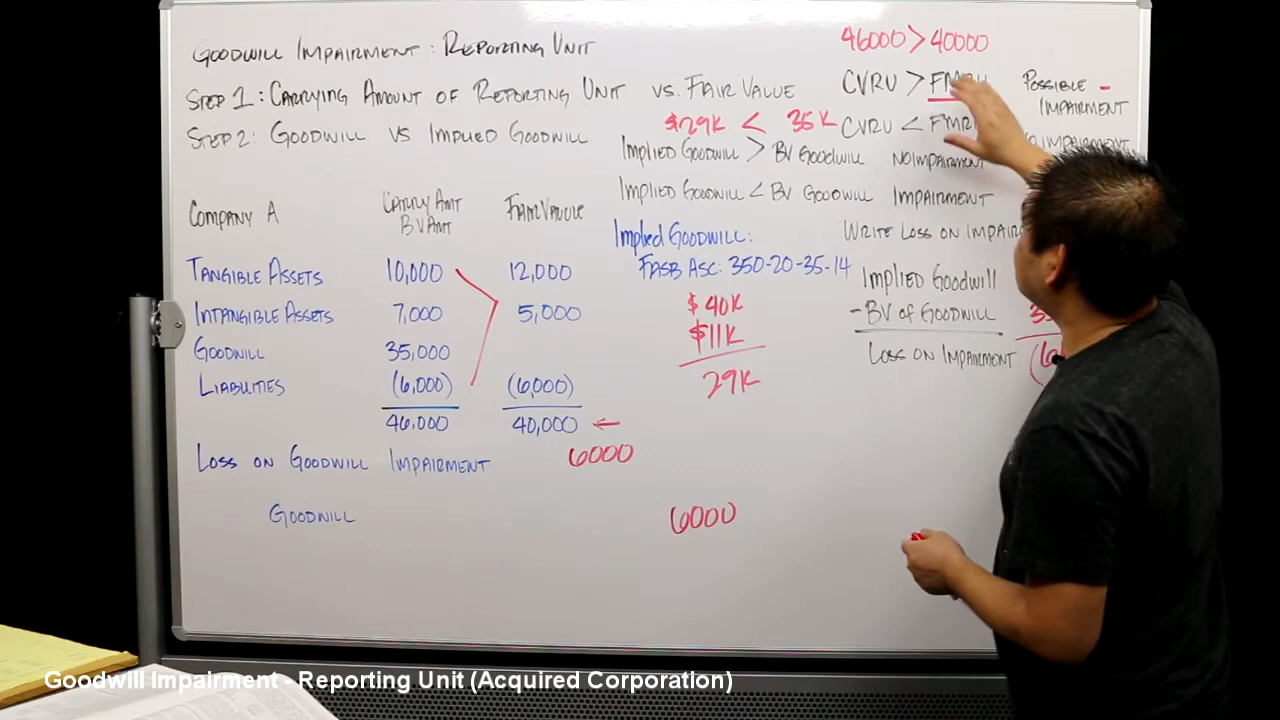 GOODWILL IMPAIRMENT: REPORTING UNIT
46000 > 40000
STEP 1: CARRYING AMOUNT OF REPORTING UNIT VS. FAIR VALUE
CVRU > FMRU
POSSIBLE -
IMPAIRMENT
STEP 2: GOODWILL VS IMPLIED GOODWILL
$29K < 35K
CVRU <
IMPAIRMENT
IMPLIED GOODWILL > BV GOODWILL NO IMPAIRMENT
IMPLIED GOODWILL < BV GOODWILL IMPAIRMENT
WRITE LOSS ON
COMPANY A
CARRY AMT
BV AMT
FAIR VALUE
IMPLIED GOODWILL:
FASB ASC: 350-20-35-14
TANGIBLE ASSETS 10,000 12,000
INTANGIBLE ASSETS 7,000 5,000
GOODWILL 35,000
LIABILITIES (6,000) (6,000)
46,000 40,000 ←
$40K
$11K
29K
IMPLIED GOODWILL
- BV OF GOODWILL
LOSS ON IMPAIRMENT
LOSS ON GOODWILL IMPAIRMENT 6000
GOODWILL 6000
Goodwill Impairment - Reporting Unit (Acquired Corporation)